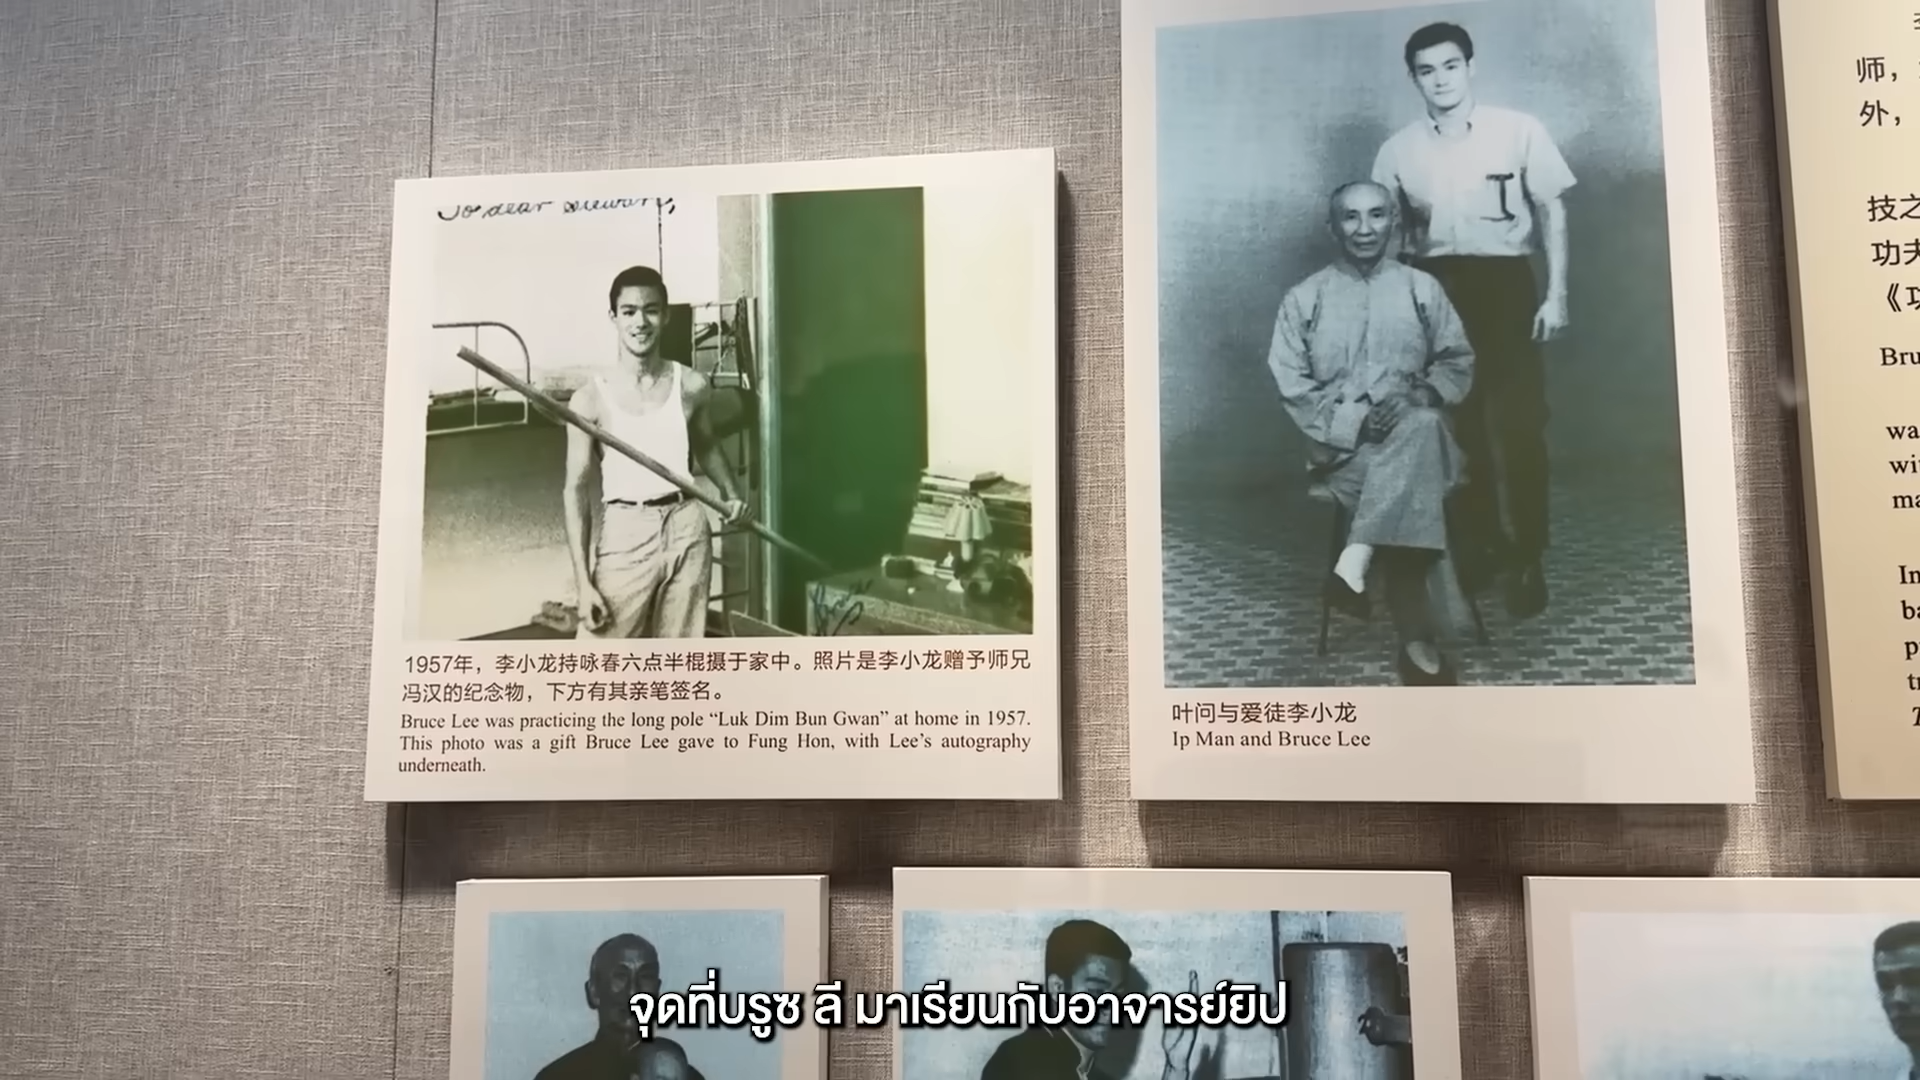 To dear
1957年，李小龙持咏春六点半棍摄于家中。照片是李小龙赠予师兄
冯汉的纪念物，下方有其亲笔签名。
Bruce Lee was practicing the long pole “Luk Dim Bun Gwan” at home in 1957.
This photo was a gift Bruce Lee gave to Fung Hon, with Lee’s autography
underneath.
叶问与爱徒李小龙
Ip Man and Bruce Lee
师，
外，
技之
功夫
Bru
wa
wi
ma
In
ba
จุดที่บรูซ ลี มาเรียนกับอาจารย์ยิป